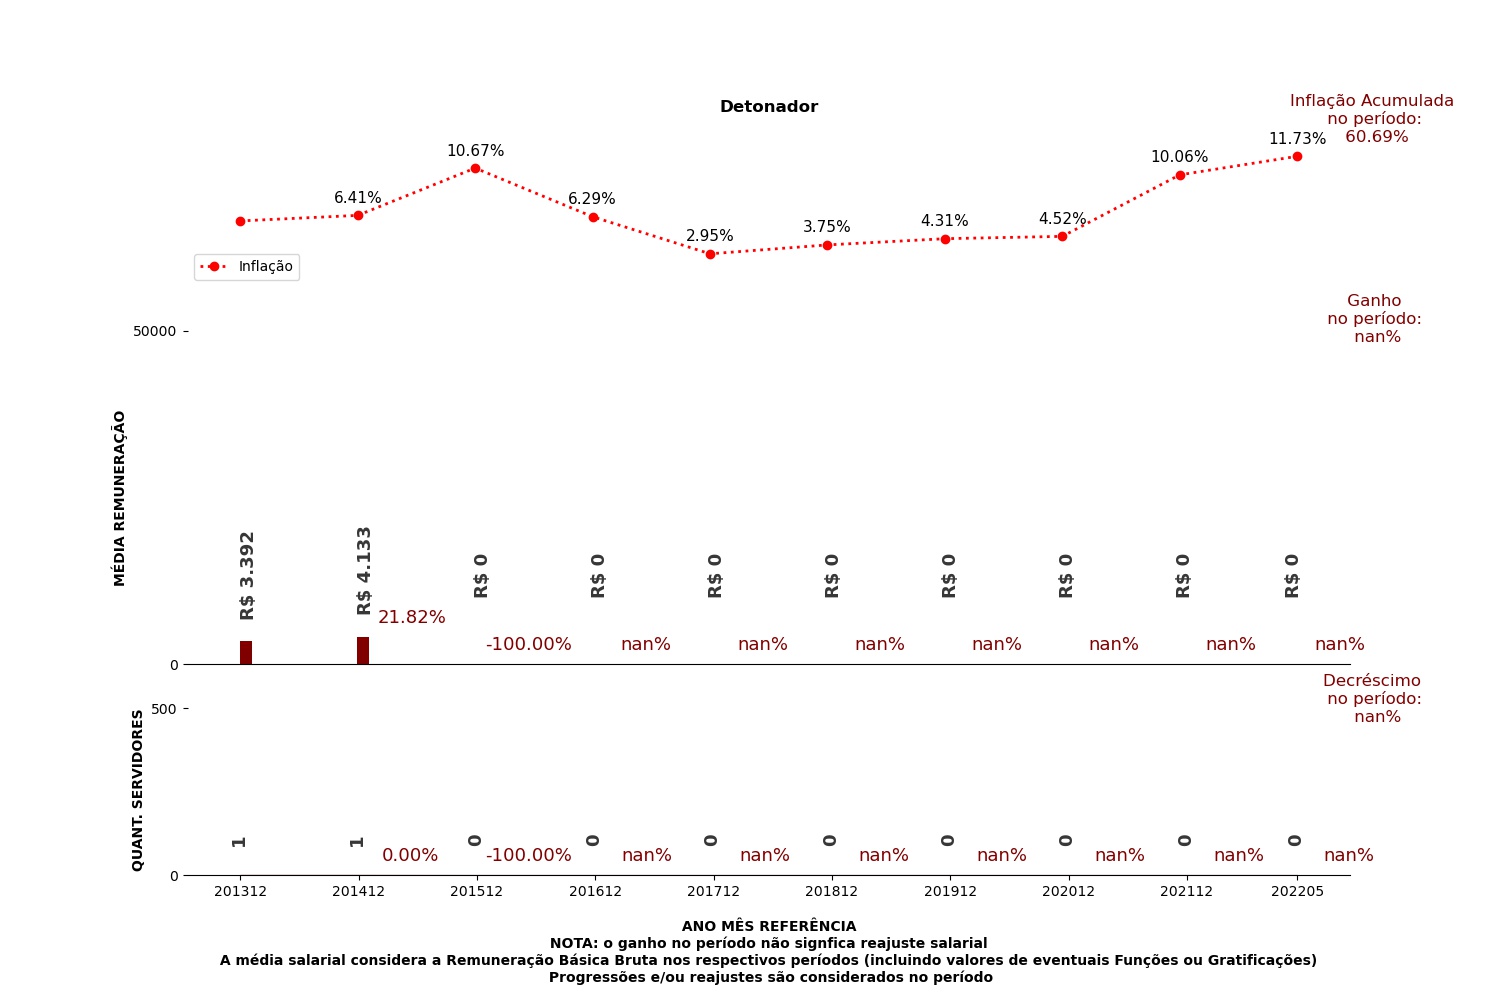 Detonador
Inflação Acumulada
no período:
60.69%
6.41%
10.67%
6.29%
2.95%
3.75%
4.31%
4.52%
10.06%
11.73%
Inflação
Ganho
no período:
nan%
50000
0
MÉDIA REMUNERAÇÃO
R$ 3.392
R$ 4.133
R$ 0
R$ 0
R$ 0
R$ 0
R$ 0
R$ 0
R$ 0
R$ 0
21.82%
-100.00%
nan%
nan%
nan%
nan%
nan%
nan%
nan%
Decréscimo
no período:
nan%
500
0
QUANT. SERVIDORES
1
1
0
0
0
0
0
0
0
0
0.00%
-100.00%
nan%
nan%
nan%
nan%
nan%
nan%
nan%
201312
201412
201512
201612
201712
201812
201912
202012
202112
202205
ANO MÊS REFERÊNCIA
NOTA: o ganho no período não signfica reajuste salarial
A média salarial considera a Remuneração Básica Bruta nos respectivos períodos (incluindo valores de eventuais Funções ou Gratificações)
Progressões e/ou reajustes são considerados no período